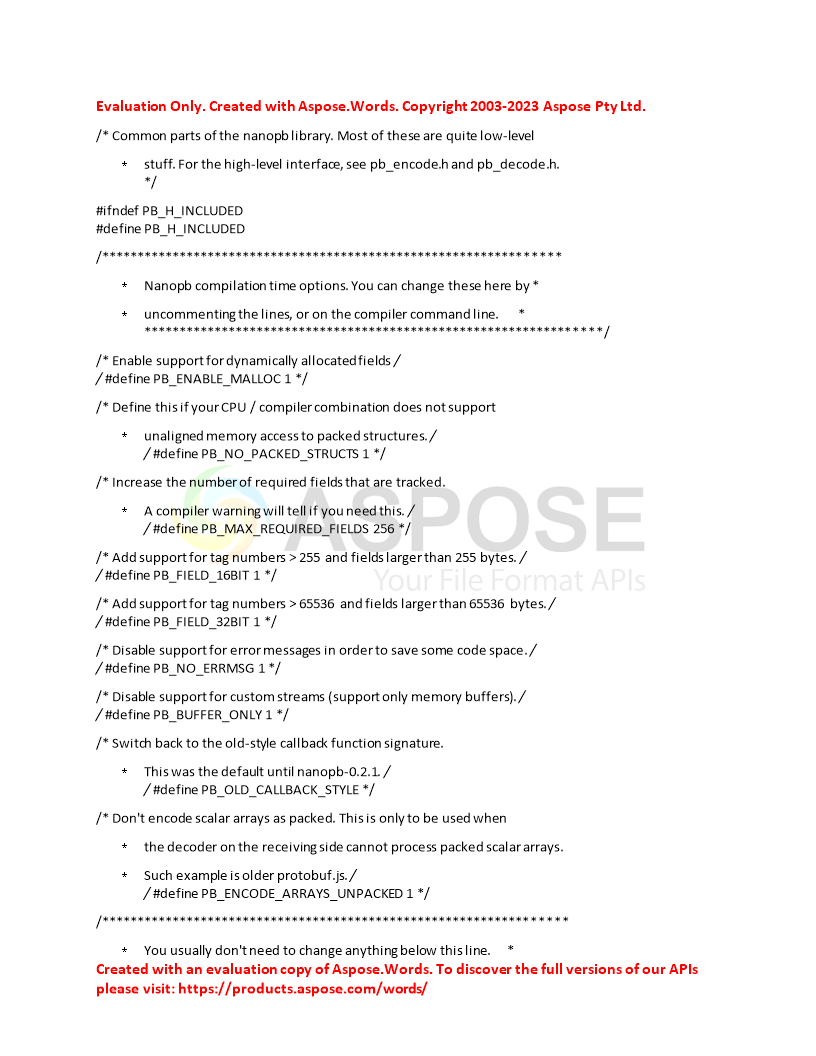 Evaluation Only. Created with Aspose.Words. Copyright 2003-2023 Aspose Pty Ltd.
/* Common parts of the nanopb library. Most of these are quite low-level
* stuff. For the high-level interface, see pb_encode.h and pb_decode.h.
*/
#ifndef PB_H_INCLUDED
#define PB_H_INCLUDED
/*****************************************************************
* Nanopb compilation time options. You can change these here by *
* uncommenting the lines, or on the compiler command line. *
*****************************************************************/
/* Enable support for dynamically allocated fields /
/ #define PB_ENABLE_MALLOC 1 */
/* Define this if your CPU / compiler combination does not support
* unaligned memory access to packed structures. /
/ #define PB_NO_PACKED_STRUCTS 1 */
/* Increase the number of required fields that are tracked.
* A compiler warning will tell if you need this. /
/ #define PB_MAX_REQUIRED_FIELDS 256 */
ASPOSE
Your File Format APIs
/* Add support for tag numbers > 255 and fields larger than 255 bytes. /
/ #define PB_FIELD_16BIT 1 */
/* Add support for tag numbers > 65536 and fields larger than 65536 bytes. /
/ #define PB_FIELD_32BIT 1 */
/* Disable support for error messages in order to save some code space. /
/ #define PB_NO_ERRMSG 1 */
/* Disable support for custom streams (support only memory buffers). /
/ #define PB_BUFFER_ONLY 1 */
/* Switch back to the old-style callback function signature.
* This was the default until nanopb-0.2.1. /
/ #define PB_OLD_CALLBACK_STYLE */
/* Don't encode scalar arrays as packed. This is only to be used when
* the decoder on the receiving side cannot process packed scalar arrays.
* Such example is older protobuf.js. /
/ #define PB_ENCODE_ARRAYS_UNPACKED 1 */
/******************************************************************
* You usually don't need to change anything below this line. *
Created with an evaluation copy of Aspose.Words. To discover the full versions of our APIs
please visit: https://products.aspose.com/words/